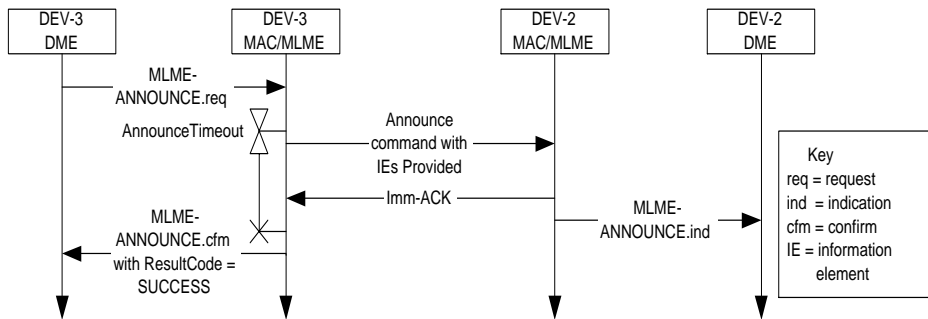 DEV-3
DME
DEV-3
MAC/MLME
DEV-2
MAC/MLME
DEV-2
DME
MLME-
ANNOUNCE.req
AnnounceTimeout
Announce
command with
IEs Provided
Imm-ACK
MLME-
ANNOUNCE.ind
MLME-
ANNOUNCE.cfm
with ResultCode =
SUCCESS
Key
req = request
ind = indication
cfm = confirm
IE = information
element